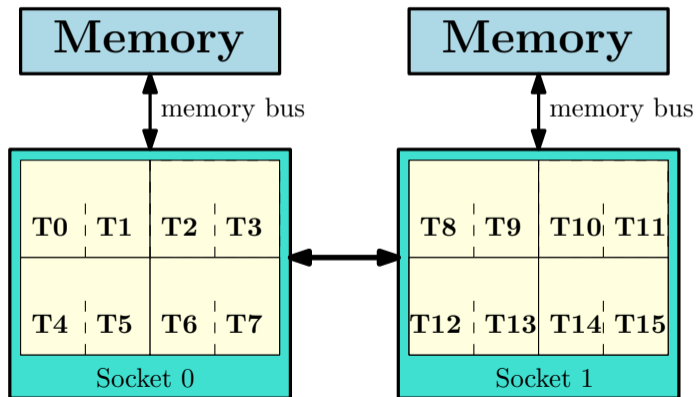 Memory Memory
memory bus memory bus
T0 T1 T2 T3 T8 T9 T10 T11
T4 T5 T6 T7 T12 T13 T14 T15
Socket 0 Socket 1